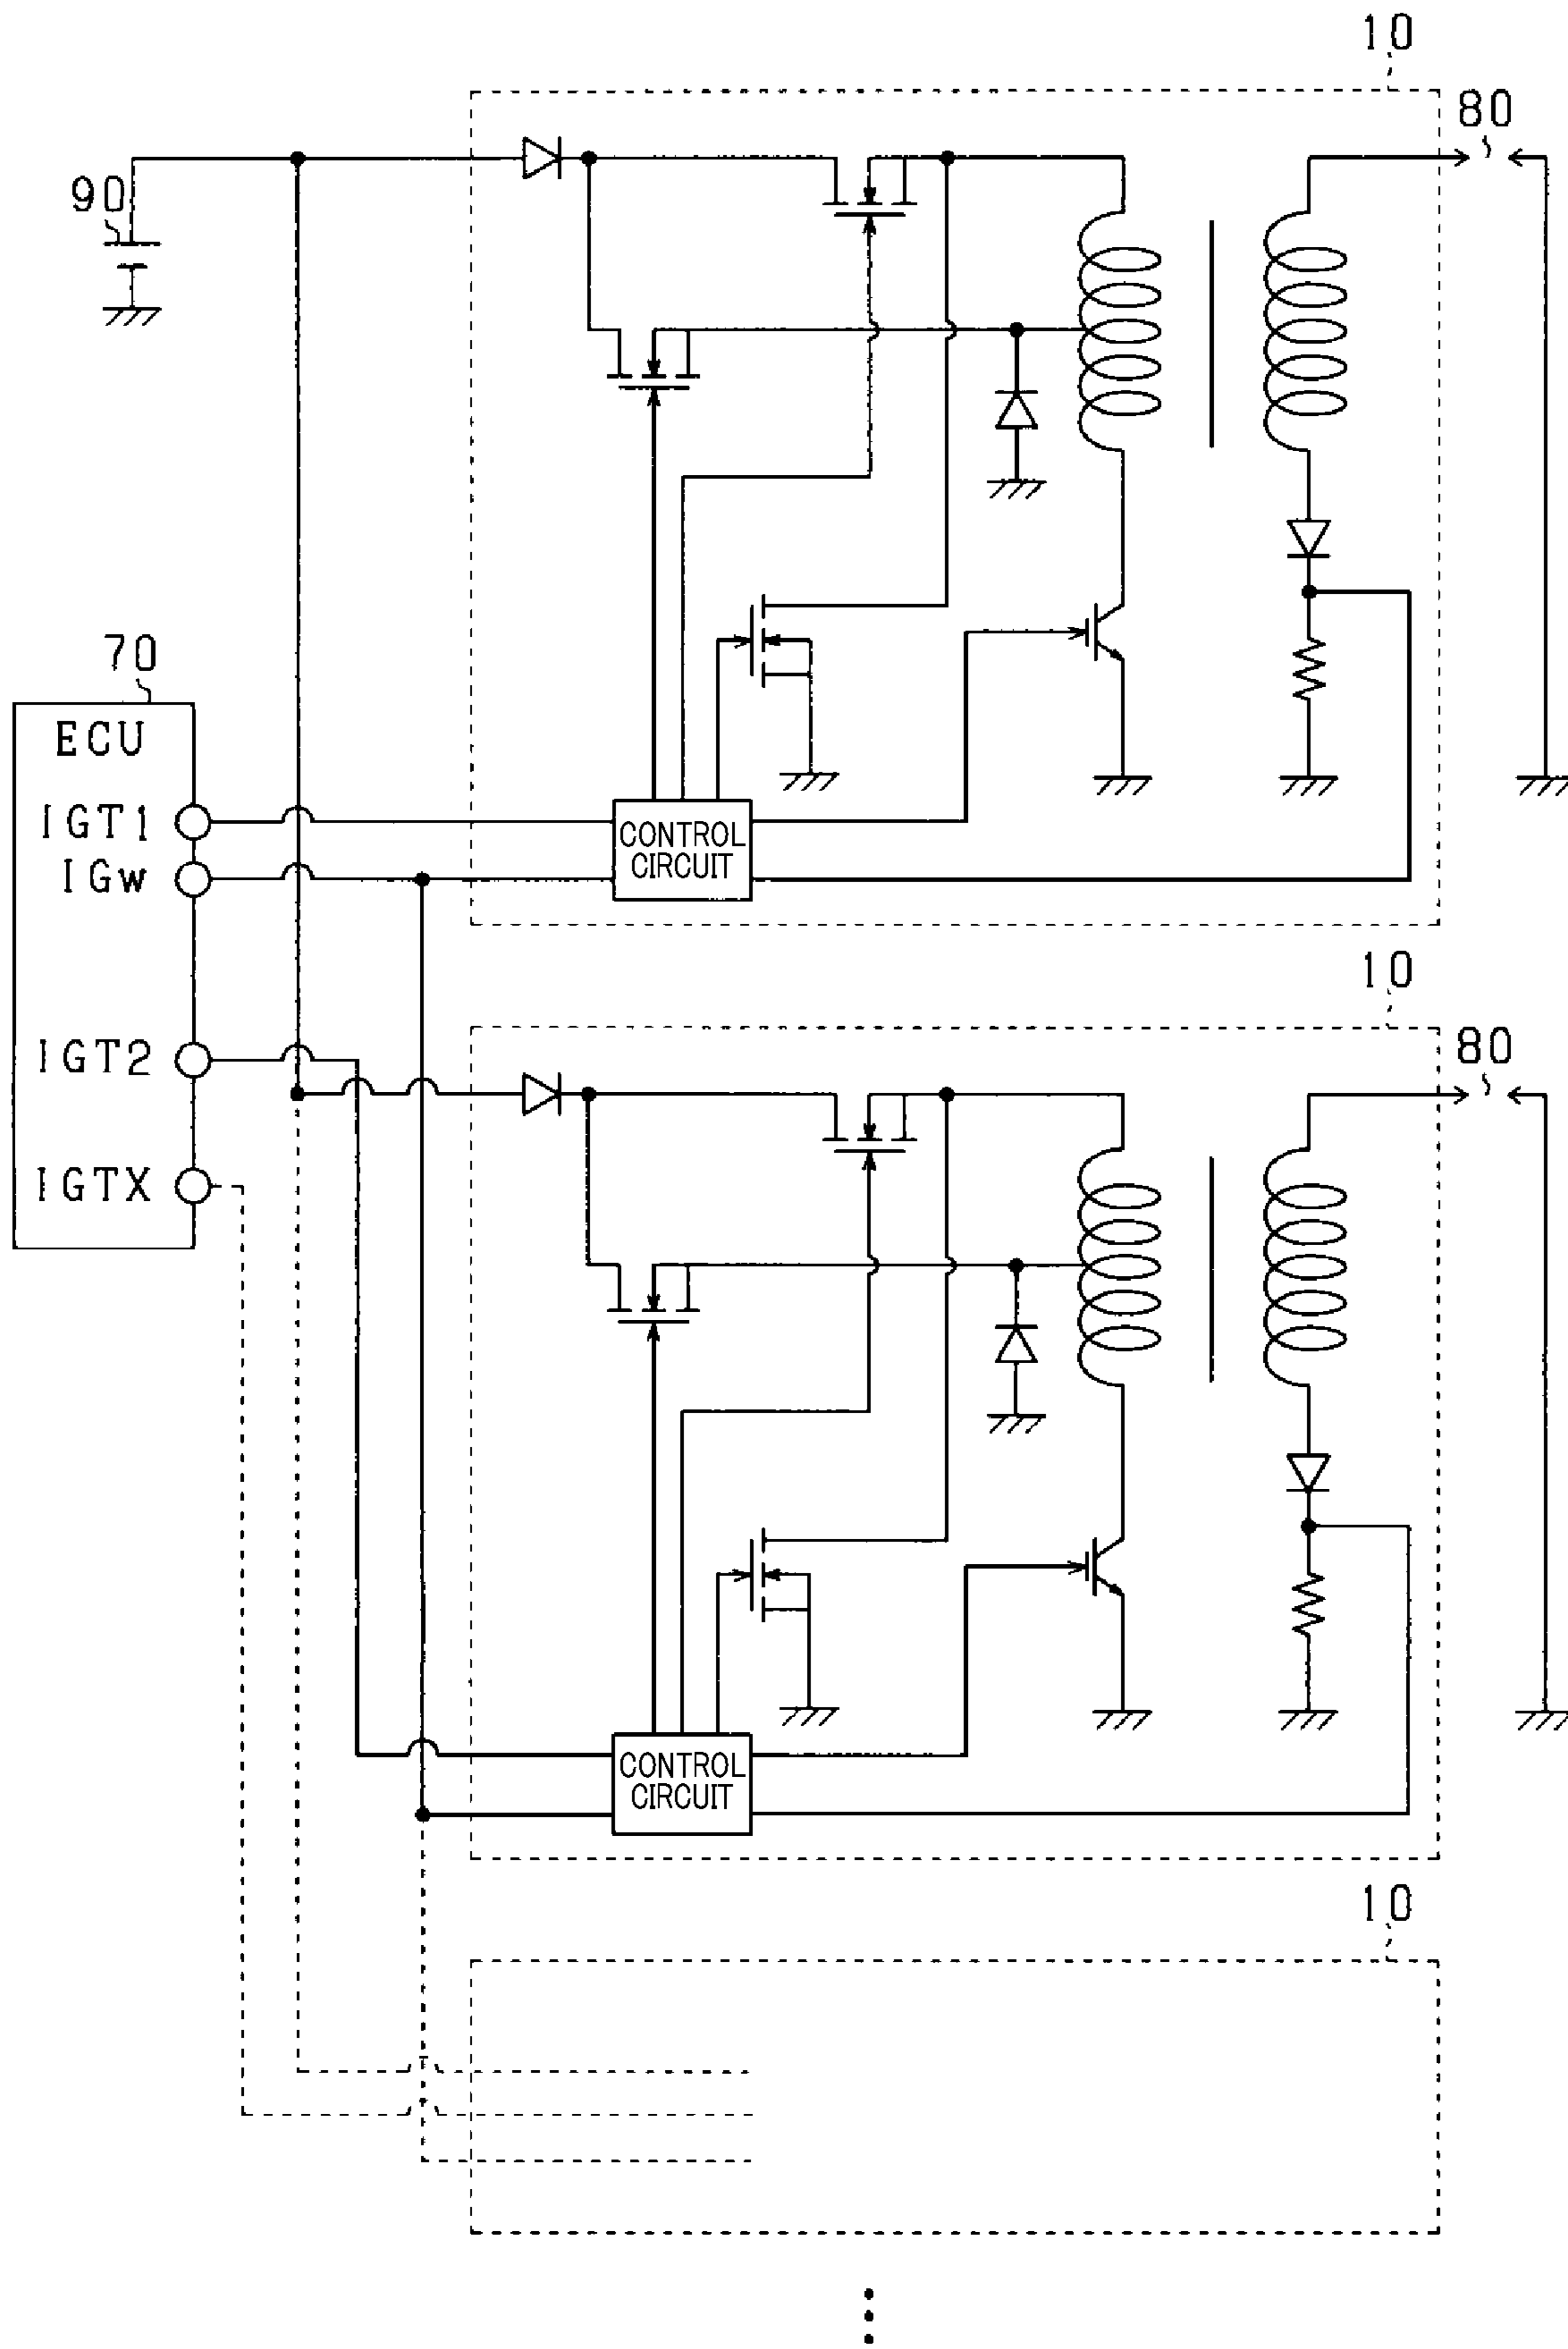 10
80
90
70
ECU
IGT1
IGw
CONTROL
CIRCUIT
10
80
IGT2
IGTX
CONTROL
CIRCUIT
10